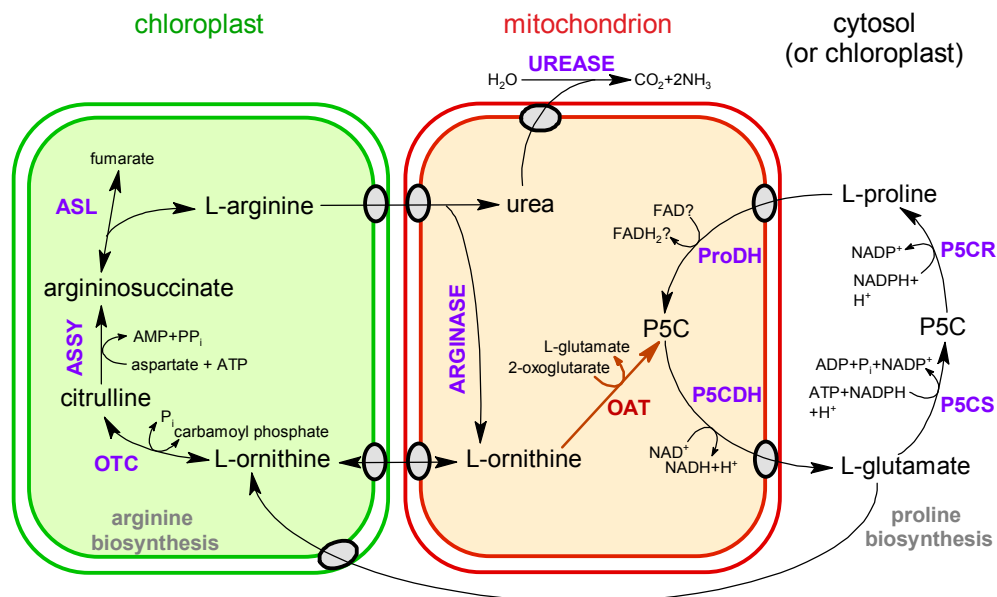 chloroplast
mitochondrion
cytosol
(or chloroplast)
UREASE
H₂O
CO₂+2NH₃
fumarate
ASL
L-arginine
urea
L-proline
FAD?
FADH₂?
ProDH
NADP⁺
P5CR
NADPH+
H⁺
argininosuccinate
ASSY
AMP+PPᵢ
aspartate + ATP
ARGINASE
P5C
P5C
L-glutamate
2-oxoglutarate
OAT
P5CDH
ADP+Pᵢ+NADP⁺
ATP+NADPH
+H⁺
P5CS
citrulline
Pᵢ
carbamoyl phosphate
OTC
L-ornithine
L-ornithine
NAD⁺
NADH+H⁺
L-glutamate
arginine
biosynthesis
proline
biosynthesis